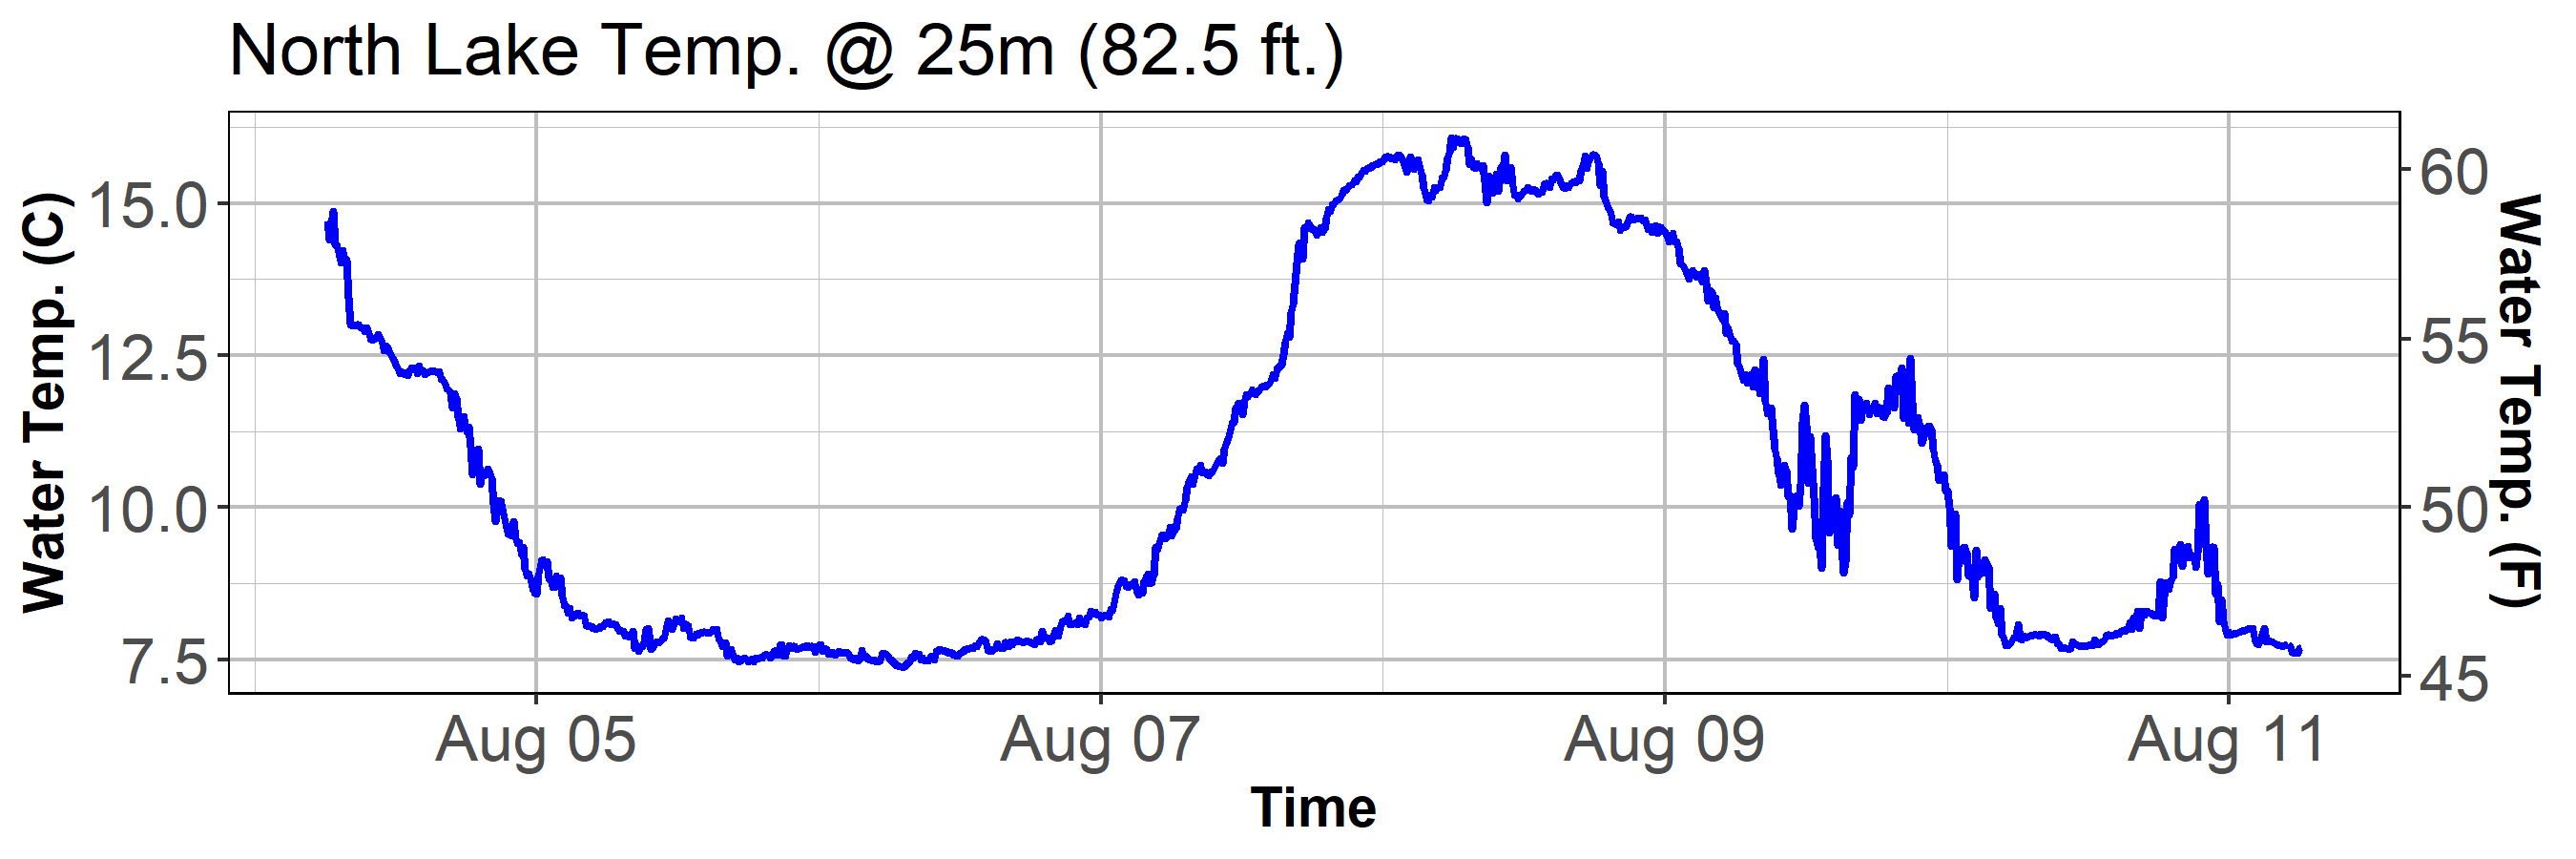 North Lake Temp. @ 25m (82.5 ft.)
Water Temp. (C)
15.0
12.5
10.0
7.5
60
55
50
45
Water Temp. (F)
Aug 05 Aug 07 Aug 09 Aug 11
Time